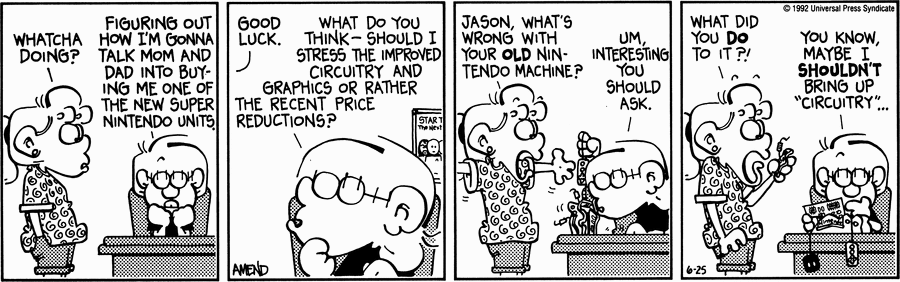 WHATCHA
DOING?
FIGURING OUT
HOW I'M GONNA
TALK MOM AND
DAD INTO BUY-
ING ME ONE OF
THE NEW SUPER
NINTENDO UNITS.
GOOD
LUCK.
WHAT DO YOU
THINK - SHOULD I
STRESS THE IMPROVED
CIRCUITRY AND
GRAPHICS OR RATHER
THE RECENT PRICE
REDUCTIONS?
STAR T
The Next
AMEND
JASON, WHAT'S
WRONG WITH
YOUR OLD NIN-
TENDO MACHINE?
UM,
INTERESTING
YOU
SHOULD
ASK.
© 1992 Universal Press Syndicate
WHAT DID
YOU DO
TO IT?!
YOU KNOW,
MAYBE I
SHOULDN'T
BRING UP
"CIRCUITRY"...
6-25